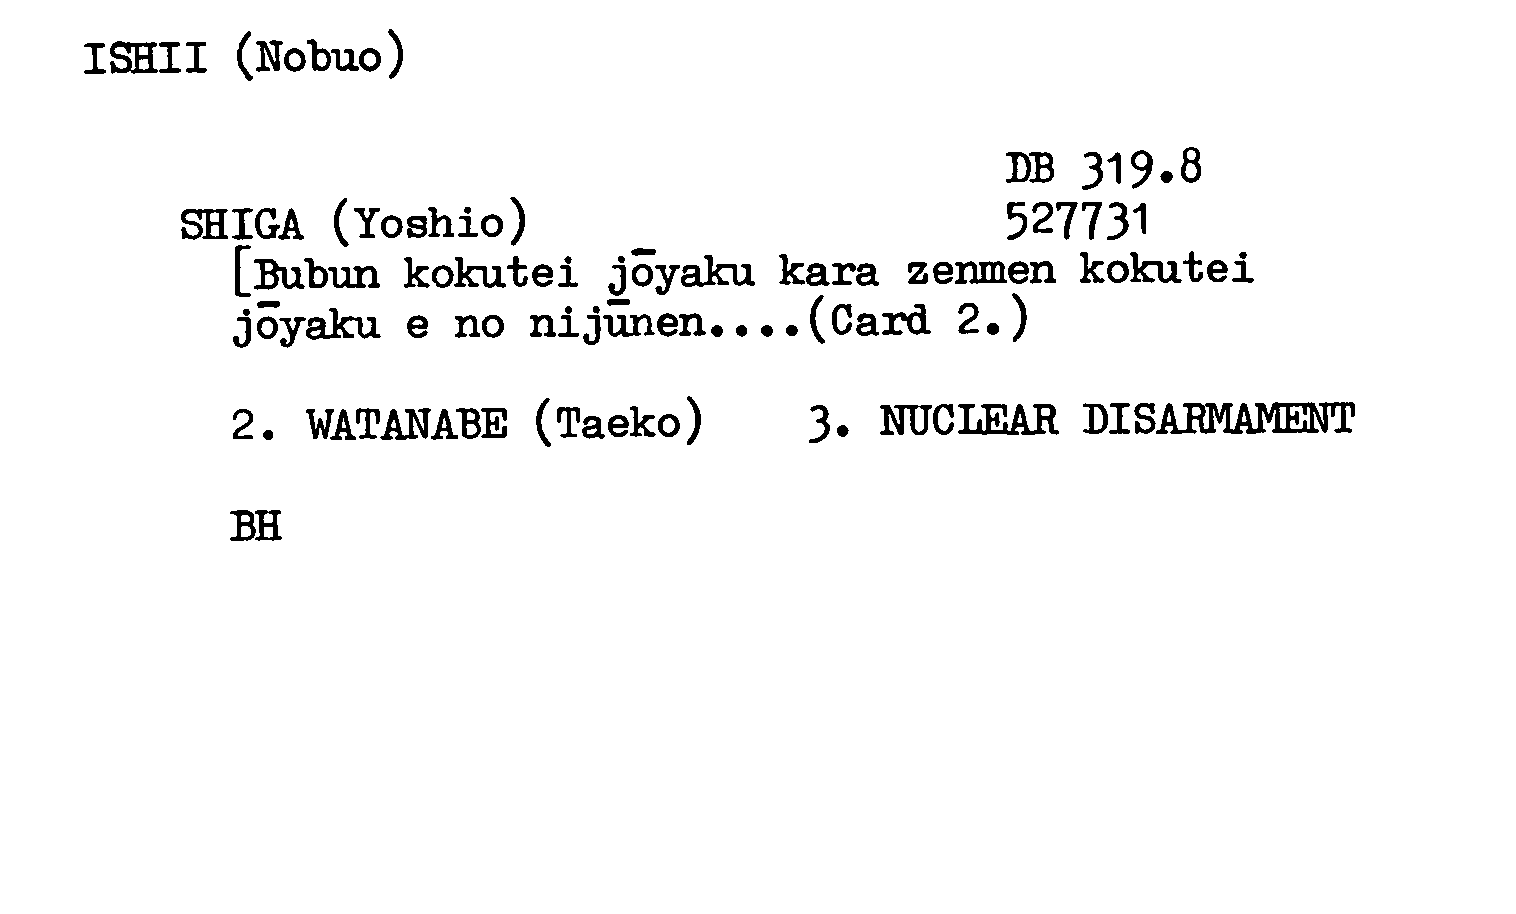 ISHII (Nobuo)
DB 319.8
SHIGA (Yoshio) 527731
[Bubun kokutei jōyaku kara zenmen kokutei
jōyaku e no nijūnen....(Card 2.)
2. WATANABE (Taeko) 3. NUCLEAR DISARMAMENT
BH